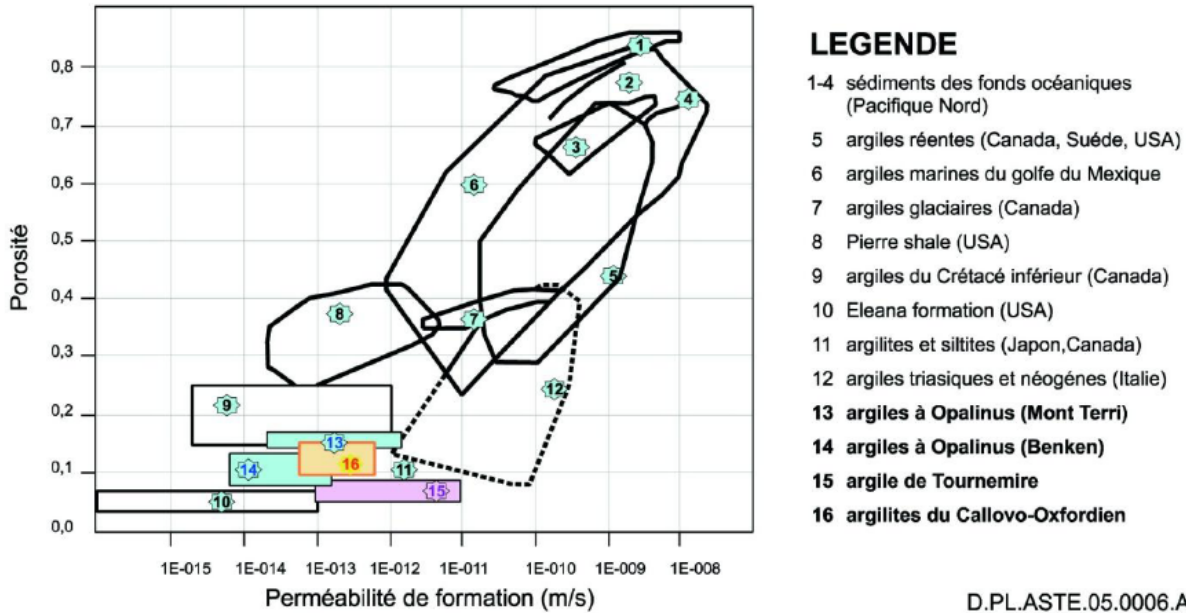 LEGENDE
1-4 sédiments des fonds océaniques
(Pacifique Nord)
5 argiles réentes (Canada, Suéde, USA)
6 argiles marines du golfe du Mexique
7 argiles glaciaires (Canada)
8 Pierre shale (USA)
9 argiles du Crétacé inférieur (Canada)
10 Eleana formation (USA)
11 argilites et siltites (Japon,Canada)
12 argiles triasiques et néogénes (Italie)
13 argiles à Opalinus (Mont Terri)
14 argiles à Opalinus (Benken)
15 argile de Tournemire
16 argilites du Callovo-Oxfordien
Porosité
0,8
0,7
0,6
0,5
0,4
0,3
0,2
0,1
0,0
1
2
4
3
6
5
8
7
12
9
13
16
14
11
15
10
1E-015 1E-014 1E-013 1E-012 1E-011 1E-010 1E-009 1E-008
Perméabilité de formation (m/s)
D.PL.ASTE.05.0006.A